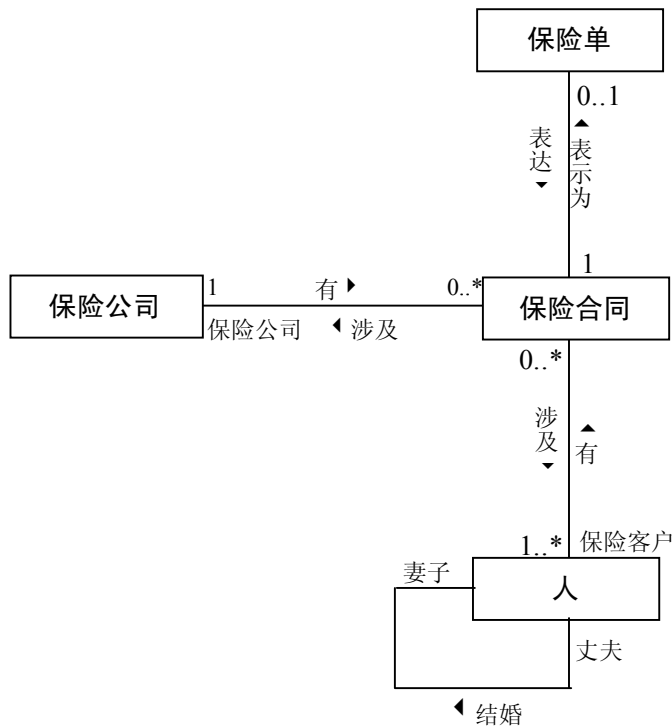 保险单
0..1
表达
表示为
1
1
有
0..*
保险公司
保险合同
保险公司
涉及
0..*
涉及
有
1..*
保险客户
妻子
人
丈夫
结婚